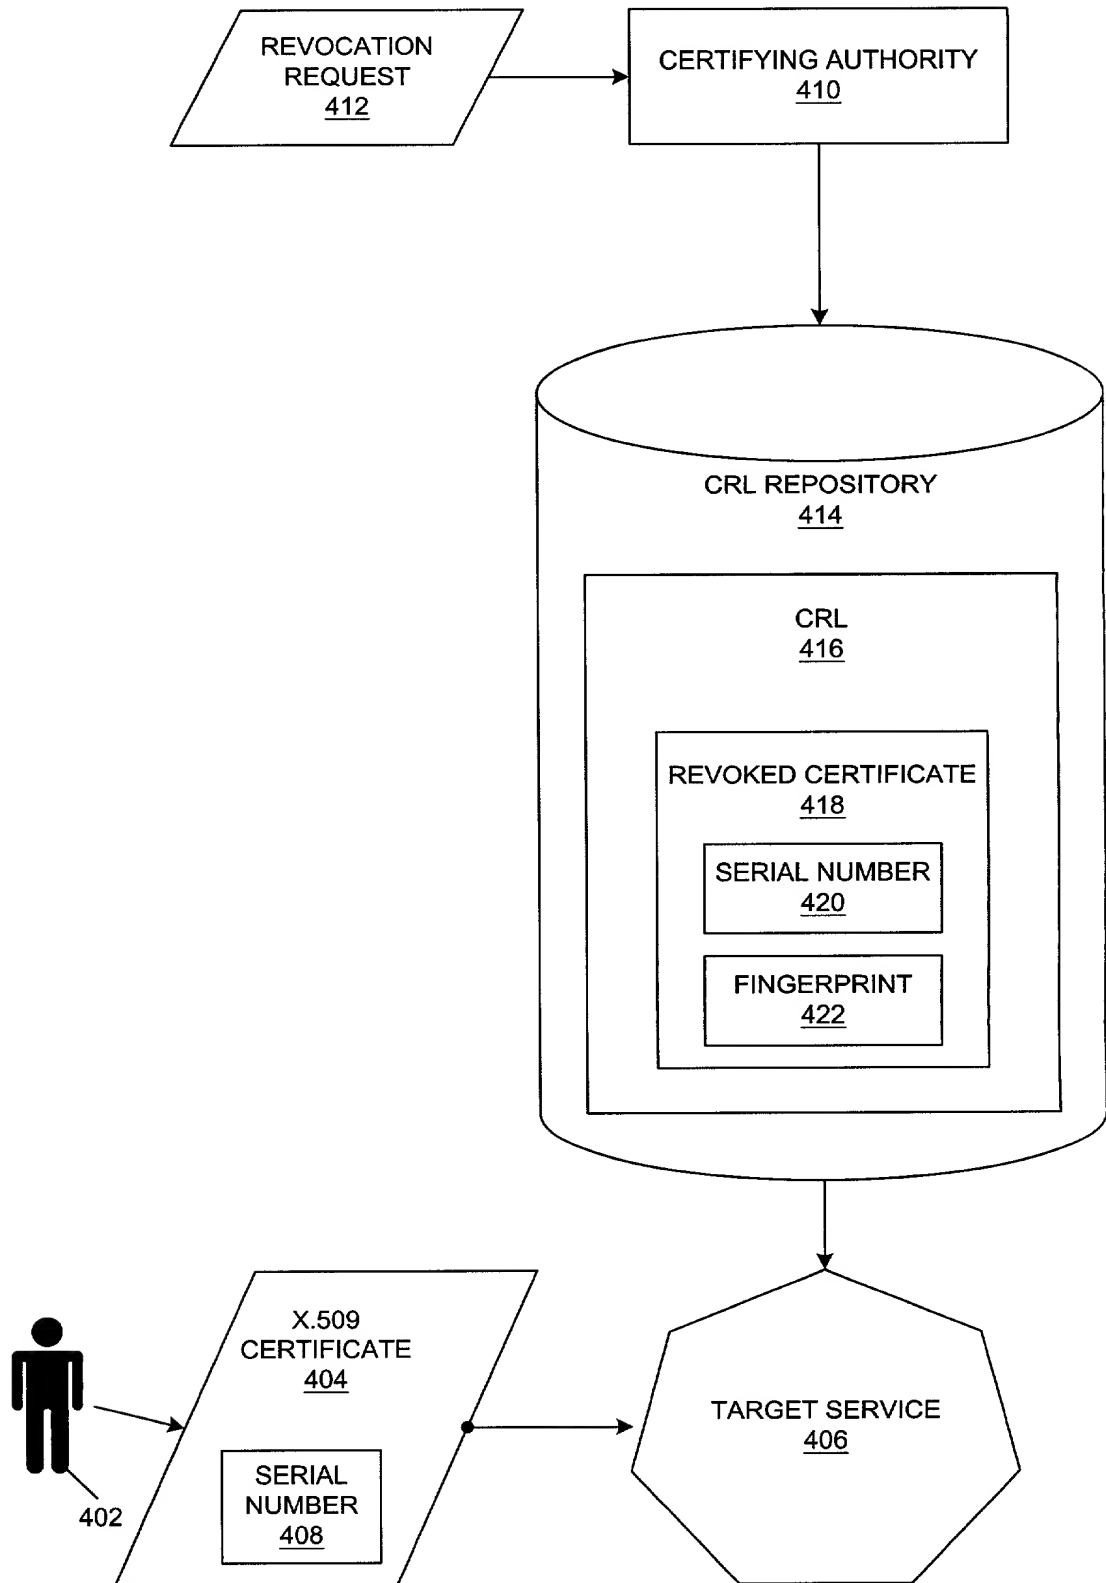 REVOCATION
REQUEST
412
CERTIFYING AUTHORITY
410
CRL REPOSITORY
414
CRL
416
REVOKED CERTIFICATE
418
SERIAL NUMBER
420
FINGERPRINT
422
X.509
CERTIFICATE
404
SERIAL
NUMBER
408
402
TARGET SERVICE
406